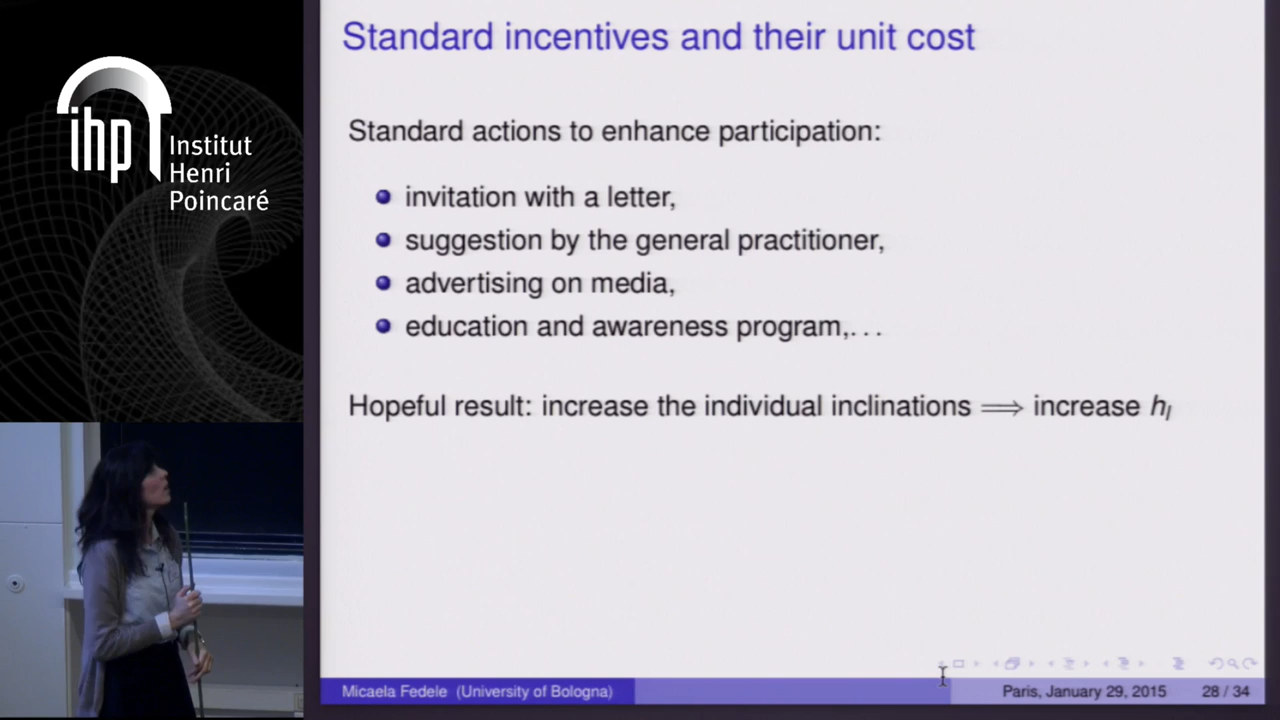 ihp
Institut
Henri
Poincaré
Standard incentives and their unit cost
Standard actions to enhance participation:
invitation with a letter,
suggestion by the general practitioner,
advertising on media,
education and awareness program,...
Hopeful result: increase the individual inclinations ⟹ increase h_l
Micaela Fedele (University of Bologna)
Paris, January 29, 2015 28 / 34